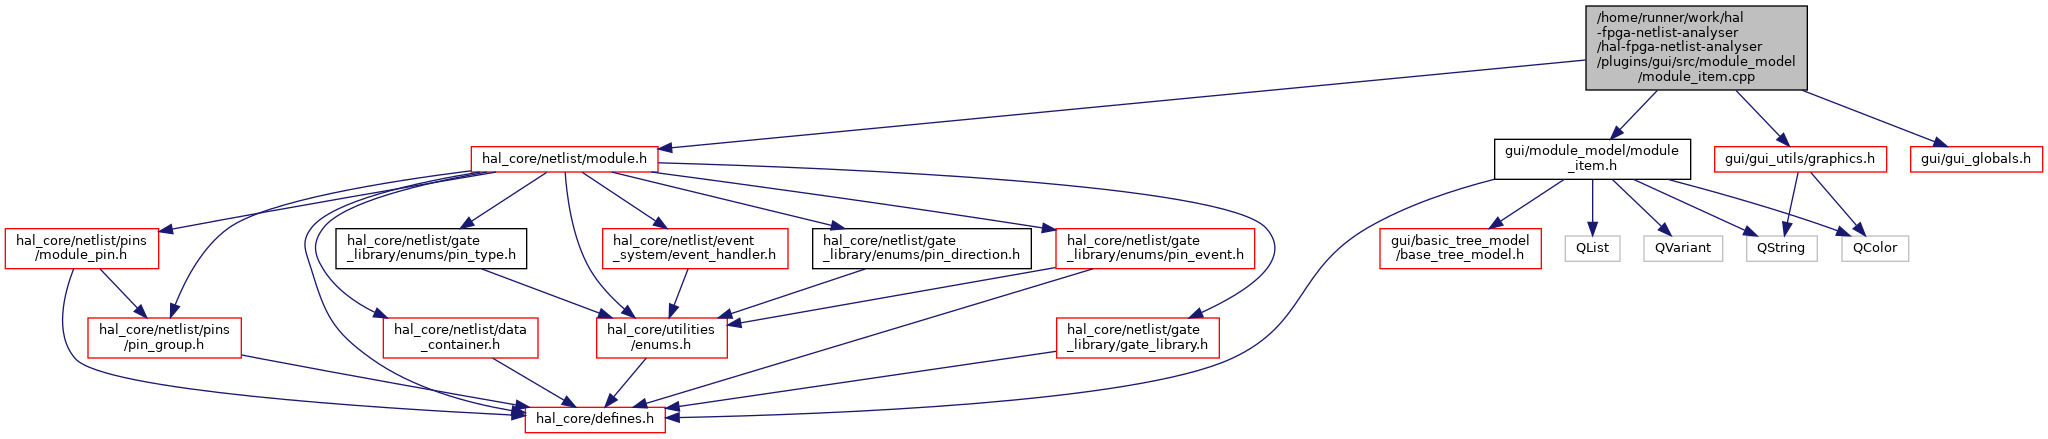 /home/runner/work/hal
-fpga-netlist-analyser
/hal-fpga-netlist-analyser
/plugins/gui/src/module_model
/module_item.cpp
hal_core/netlist/module.h
gui/module_model/module
_item.h
gui/gui_utils/graphics.h
gui/gui_globals.h
hal_core/netlist/pins
/module_pin.h
hal_core/netlist/gate
_library/enums/pin_type.h
hal_core/netlist/event
_system/event_handler.h
hal_core/netlist/gate
_library/enums/pin_direction.h
hal_core/netlist/gate
_library/enums/pin_event.h
gui/basic_tree_model
/base_tree_model.h
QList
QVariant
QString
QColor
hal_core/netlist/pins
/pin_group.h
hal_core/netlist/data
_container.h
hal_core/utilities
/enums.h
hal_core/netlist/gate
_library/gate_library.h
hal_core/defines.h